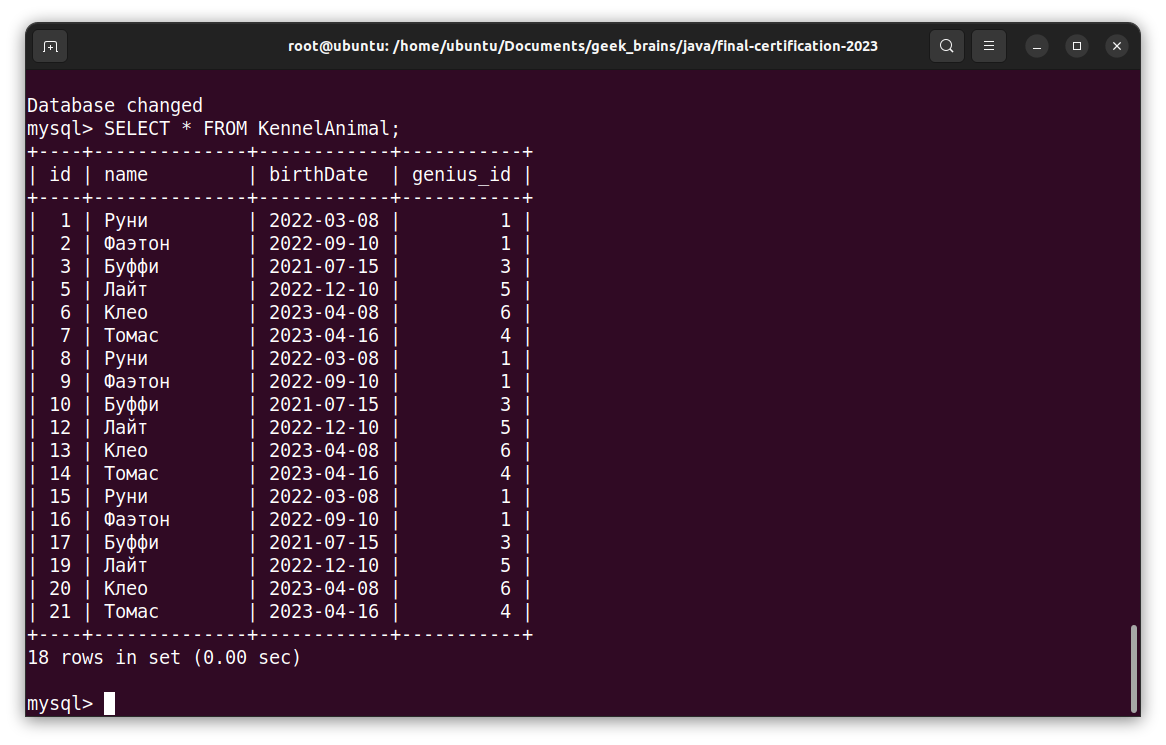 root@ubuntu: /home/ubuntu/Documents/geek_brains/java/final-certification-2023
Database changed
mysql> SELECT * FROM KennelAnimal;
+----+--------------+------------+-----------+
| id | name         | birthDate  | genius_id |
+----+--------------+------------+-----------+
|  1 | Руни         | 2022-03-08 |         1 |
|  2 | Фаэтон       | 2022-09-10 |         1 |
|  3 | Буффи        | 2021-07-15 |         3 |
|  5 | Лайт         | 2022-12-10 |         5 |
|  6 | Клео         | 2023-04-08 |         6 |
|  7 | Томас        | 2023-04-16 |         4 |
|  8 | Руни         | 2022-03-08 |         1 |
|  9 | Фаэтон       | 2022-09-10 |         1 |
| 10 | Буффи        | 2021-07-15 |         3 |
| 12 | Лайт         | 2022-12-10 |         5 |
| 13 | Клео         | 2023-04-08 |         6 |
| 14 | Томас        | 2023-04-16 |         4 |
| 15 | Руни         | 2022-03-08 |         1 |
| 16 | Фаэтон       | 2022-09-10 |         1 |
| 17 | Буффи        | 2021-07-15 |         3 |
| 19 | Лайт         | 2022-12-10 |         5 |
| 20 | Клео         | 2023-04-08 |         6 |
| 21 | Томас        | 2023-04-16 |         4 |
+----+--------------+------------+-----------+
18 rows in set (0.00 sec)
mysql>